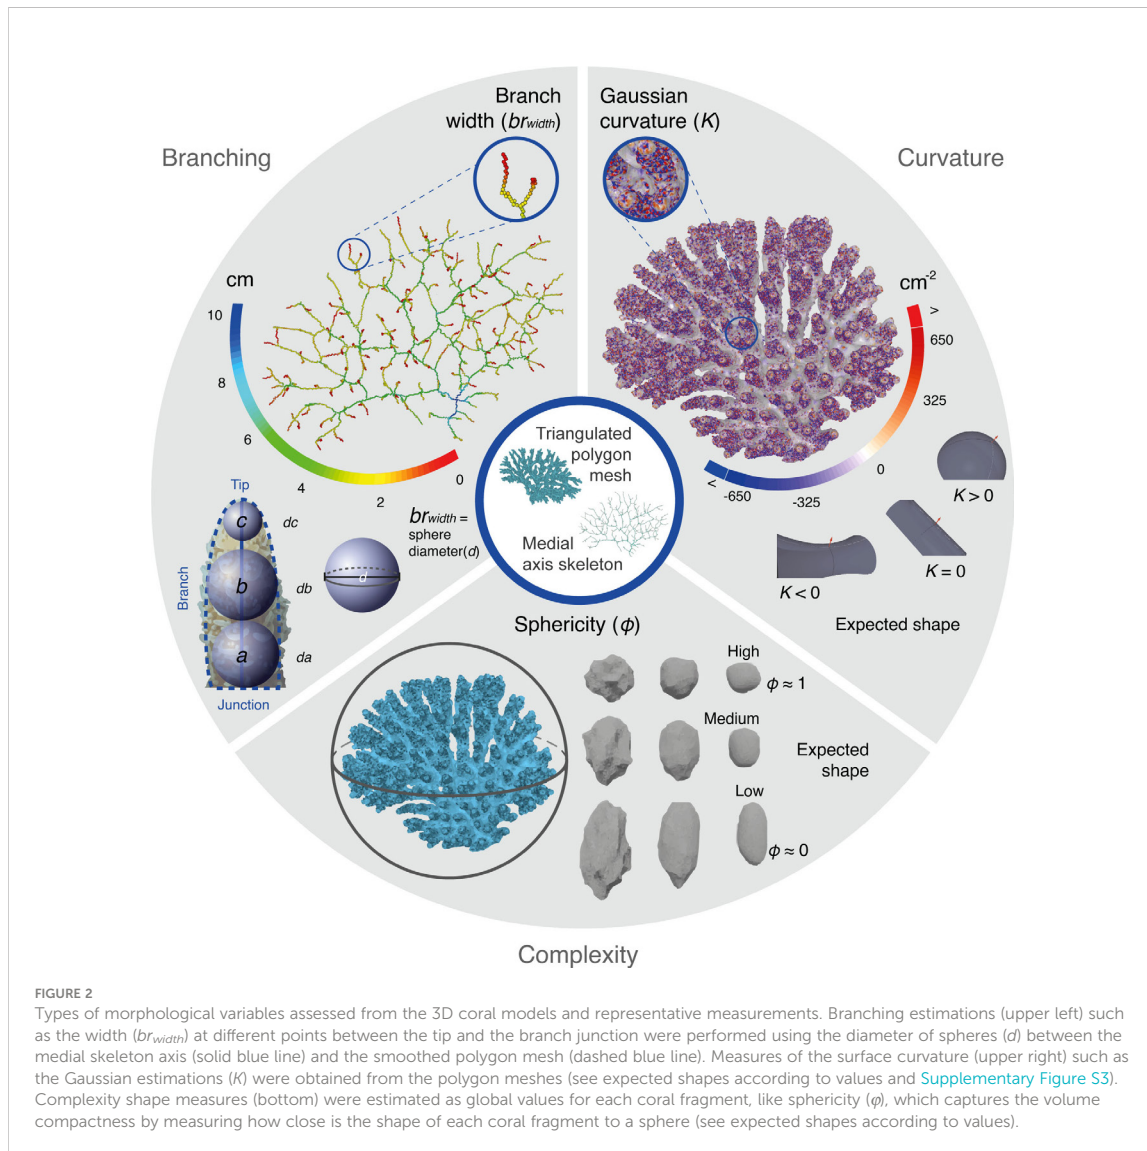 Branching
Branch
width (brwidth)
cm
10
8
6
4
2
0
Tip
c
dc
b
db
a
da
Branch
Junction
brwidth =
sphere
diameter(d)
d
Gaussian
curvature (K)
Curvature
cm-2
>
650
325
0
-325
-650
<
K > 0
K = 0
K < 0
Expected shape
Triangulated
polygon
mesh
Medial
axis skeleton
Sphericity (φ)
High
φ ≈ 1
Medium
Expected
shape
Low
φ ≈ 0
Complexity
FIGURE 2
Types of morphological variables assessed from the 3D coral models and representative measurements. Branching estimations (upper left) such
as the width (brwidth) at different points between the tip and the branch junction were performed using the diameter of spheres (d) between the
medial skeleton axis (solid blue line) and the smoothed polygon mesh (dashed blue line). Measures of the surface curvature (upper right) such as
the Gaussian estimations (K) were obtained from the polygon meshes (see expected shapes according to values and Supplementary Figure S3).
Complexity shape measures (bottom) were estimated as global values for each coral fragment, like sphericity (φ), which captures the volume
compactness by measuring how close is the shape of each coral fragment to a sphere (see expected shapes according to values).